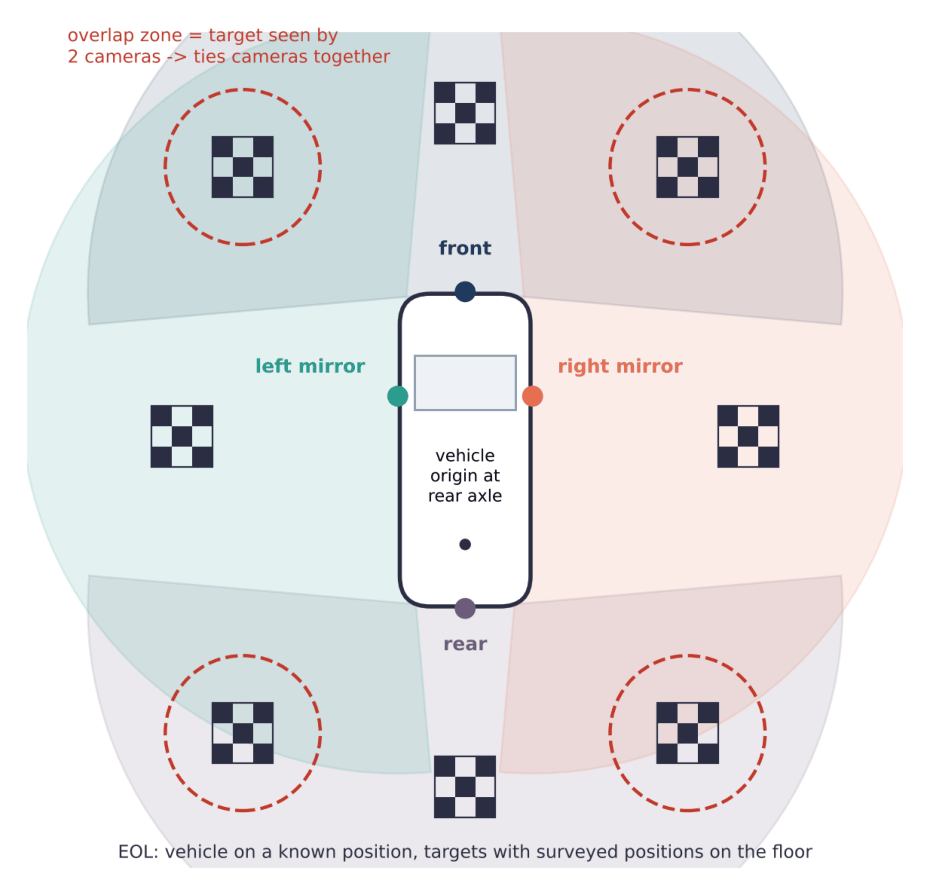 overlap zone = target seen by
2 cameras -> ties cameras together
front
left mirror
right mirror
vehicle
origin at
rear axle
rear
EOL: vehicle on a known position, targets with surveyed positions on the floor